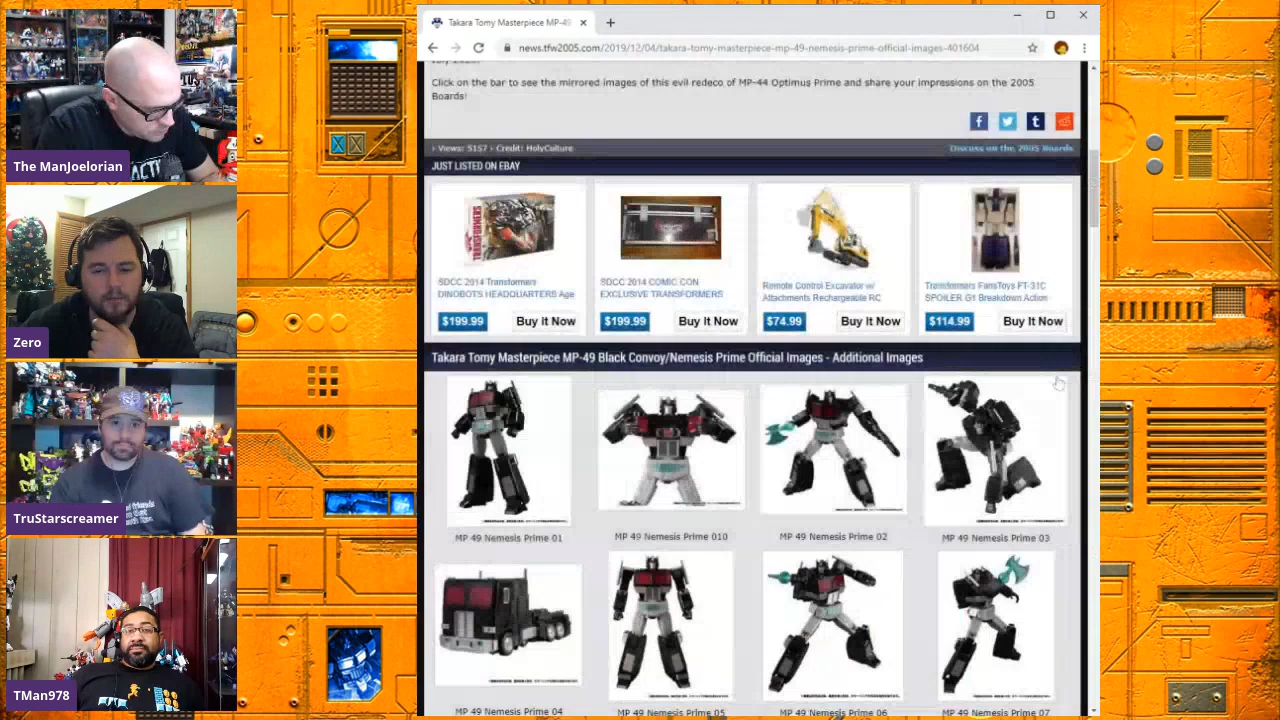 Takara Tomy Masterpiece MP-49
news.tfw2005.com/2019/12/04/takara-tomy-masterpiece-mp-49-nemesis-prime-official-images-401604
Click on the bar to see the mirrored images of this evil redeco of MP-44 Optimus Prime and share your impressions on the 2005
Boards!
› Views: 5157 › Credit: HolyCulture
Discuss on the 2005 Boards
JUST LISTED ON EBAY
SDCC 2014 Transformers
DINOBOTS HEADQUARTERS Age
$199.99 Buy It Now
SDCC 2014 COMIC CON
EXCLUSIVE TRANSFORMERS
$199.99 Buy It Now
Remote Control Excavator w/
Attachments Rechargeable RC
$74.99 Buy It Now
Transformers FansToys FT-31C
SPOILER G1 Breakdown Action
$114.99 Buy It Now
Takara Tomy Masterpiece MP-49 Black Convoy/Nemesis Prime Official Images - Additional Images
MP 49 Nemesis Prime 01
MP 49 Nemesis Prime 010
MP 49 Nemesis Prime 02
MP 49 Nemesis Prime 03
MP 49 Nemesis Prime 04
MP 49 Nemesis Prime 05
MP 49 Nemesis Prime 06
MP 49 Nemesis Prime 07
The ManJoelorian
Zero
TruStarscreamer
TMan978